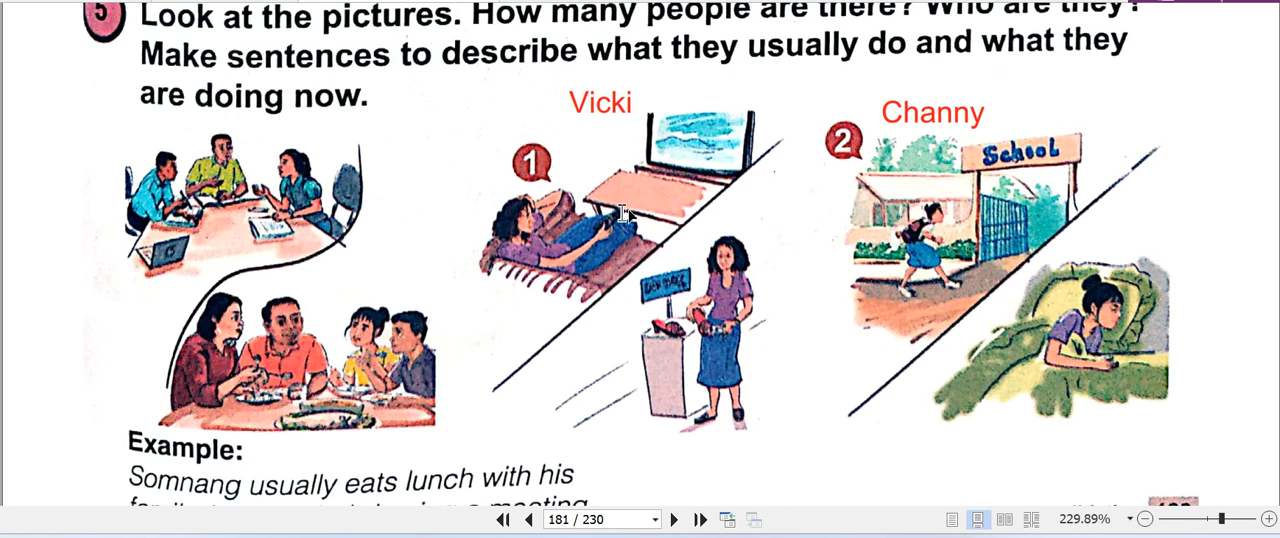 5 Look at the pictures. How many people are there? Who are they?
Make sentences to describe what they usually do and what they
are doing now.
Vicki
Channy
1
2
School
Example:
Somnang usually eats lunch with his
meeting
181 / 230
229.89%